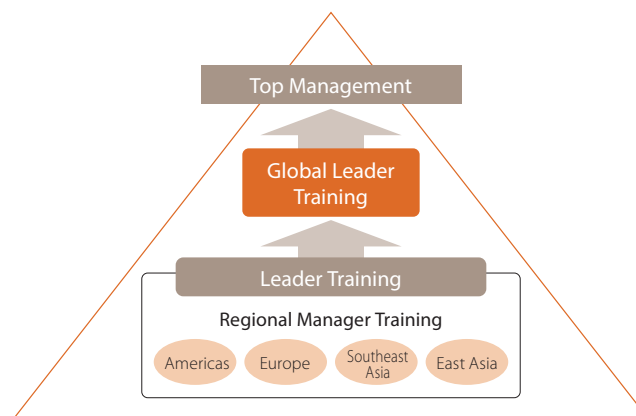 Top Management
Global Leader
Training
Leader Training
Regional Manager Training
Americas
Europe
Southeast
Asia
East Asia